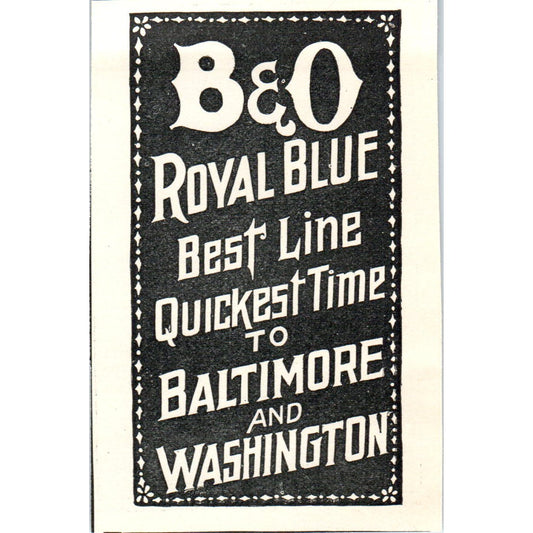 B&O
ROYAL BLUE
Best Line
Quickest Time
TO
BALTIMORE
AND
WASHINGTON